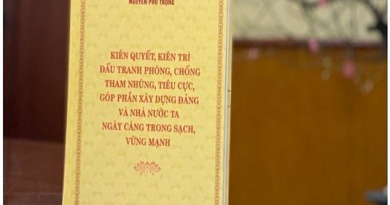 NGUYỄN PHÚ TRỌNG
KIÊN QUYẾT, KIÊN TRÌ
ĐẤU TRANH PHÒNG, CHỐNG
THAM NHŨNG, TIÊU CỰC,
GÓP PHẦN XÂY DỰNG ĐẢNG
VÀ NHÀ NƯỚC TA
NGÀY CÀNG TRONG SẠCH,
VỮNG MẠNH